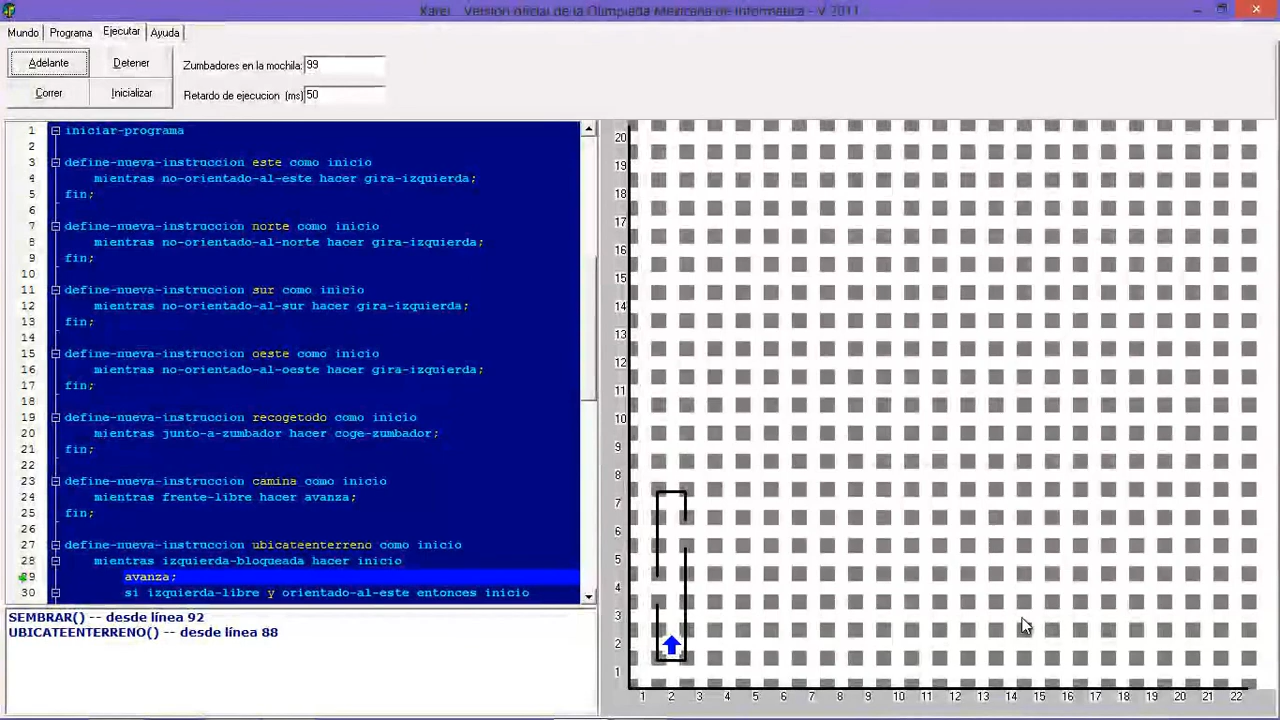 Karel - Versión oficial de la Olimpiada Mexicana de Informática - V 2011
Mundo Programa Ejecutar Ayuda
Adelante Detener Zumbadores en la mochila: 99
Correr Inicializar Retardo de ejecucion (ms) 50
1 iniciar-programa
2
3 define-nueva-instruccion este como inicio
4 mientras no-orientado-al-este hacer gira-izquierda;
5 fin;
6
7 define-nueva-instruccion norte como inicio
8 mientras no-orientado-al-norte hacer gira-izquierda;
9 fin;
10
11 define-nueva-instruccion sur como inicio
12 mientras no-orientado-al-sur hacer gira-izquierda;
13 fin;
14
15 define-nueva-instruccion oeste como inicio
16 mientras no-orientado-al-oeste hacer gira-izquierda;
17 fin;
18
19 define-nueva-instruccion recogetodo como inicio
20 mientras junto-a-zumbador hacer coge-zumbador;
21 fin;
22
23 define-nueva-instruccion camina como inicio
24 mientras frente-libre hacer avanza;
25 fin;
26
27 define-nueva-instruccion ubicateenterreno como inicio
28 mientras izquierda-bloqueada hacer inicio
29 avanza;
30 si izquierda-libre y orientado-al-este entonces inicio
SEMBRAR() -- desde línea 92
UBICATEENTERRENO() -- desde línea 88
20
19
18
17
16
15
14
13
12
11
10
9
8
7
6
5
4
3
2
1
1 2 3 4 5 6 7 8 9 10 11 12 13 14 15 16 17 18 19 20 21 22